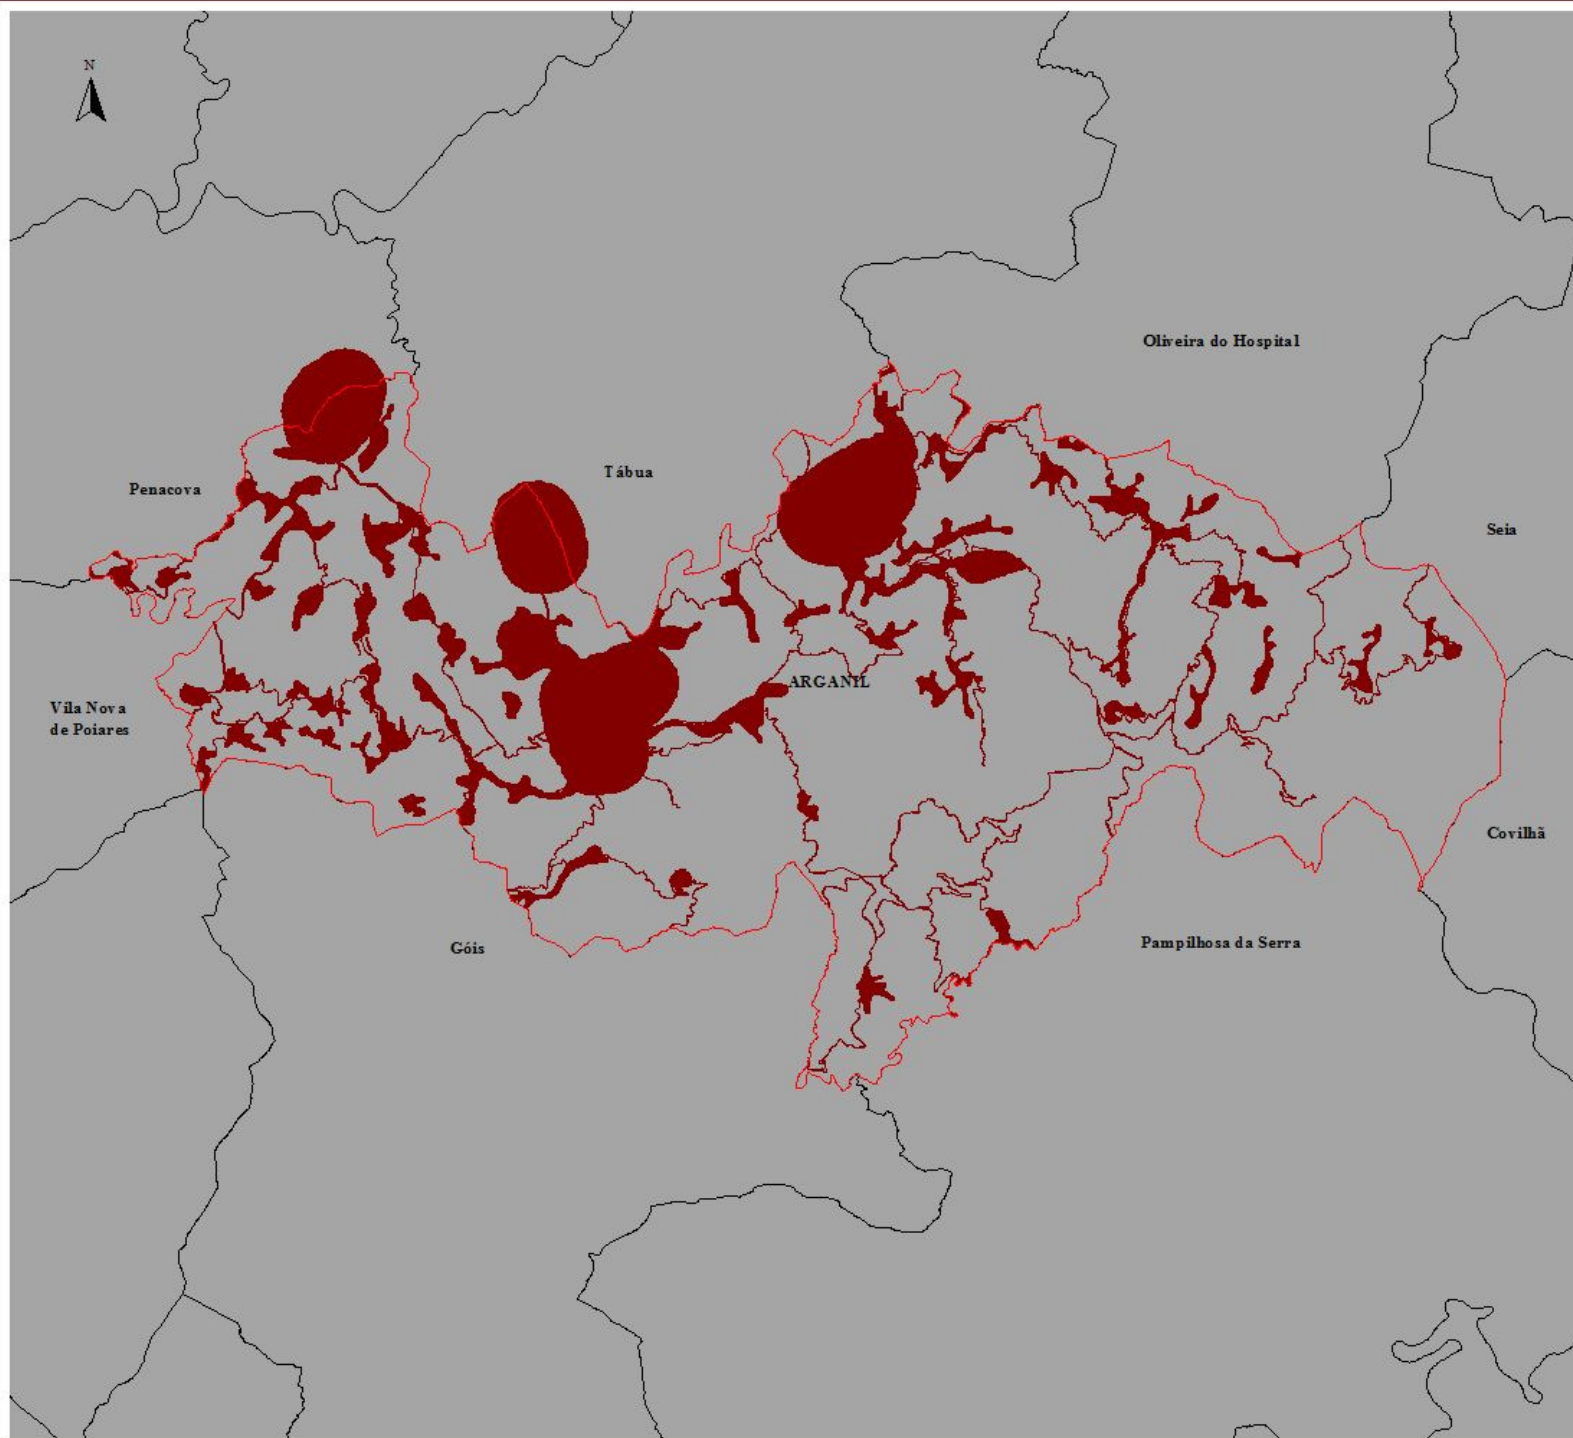 N
Oliveira do Hospital
Tábua
Penacova
Seia
ARGANIL
Vila Nova
de Poiares
Covilhã
Góis
Pampilhosa da Serra